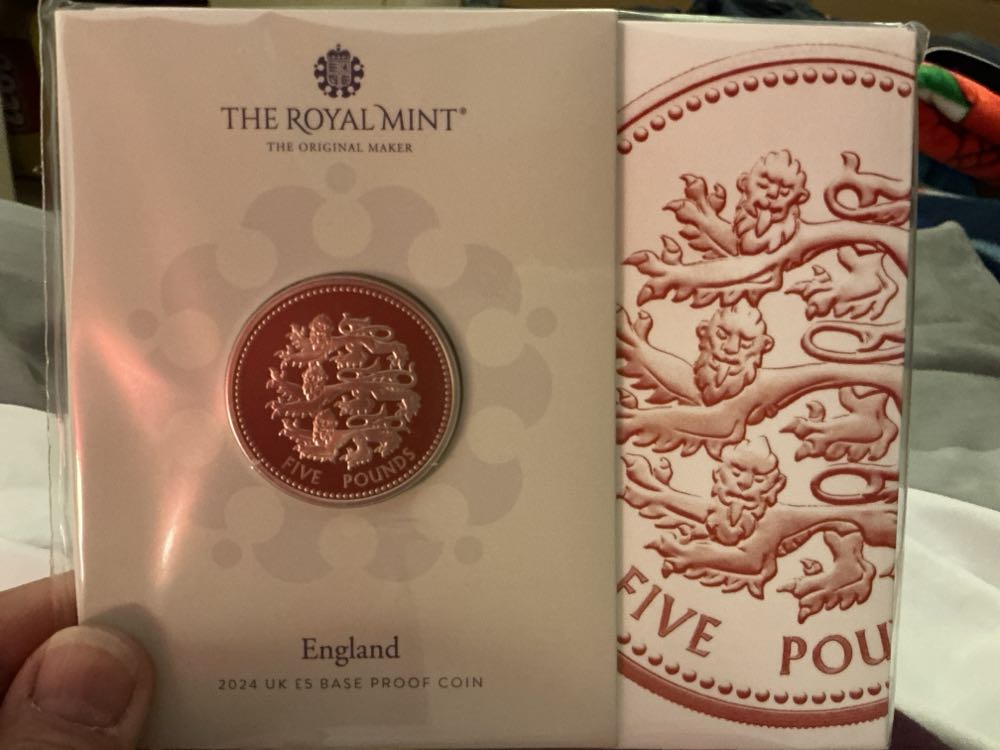 THE ROYAL MINT®
THE ORIGINAL MAKER
FIVE POUNDS
England
2024 UK £5 BASE PROOF COIN
FIVE POU